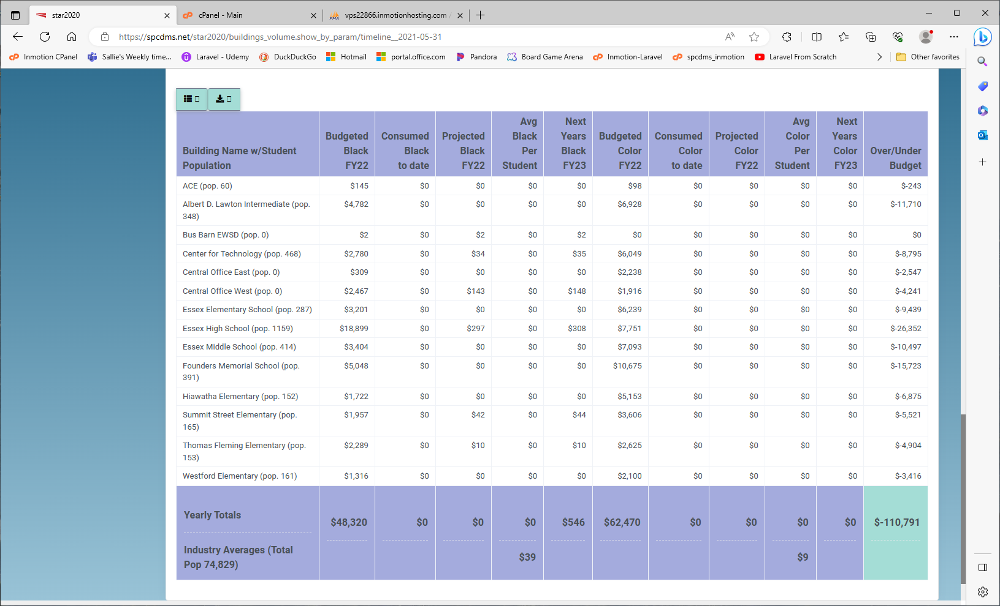 star2020
cPanel - Main
vps22866.inmotionhosting.com /
https://spcdms.net/star2020/buildings_volume.show_by_param/timeline__2021-05-31
Inmotion CPanel Sallie's Weekly time... Laravel - Udemy DuckDuckGo Hotmail portal.office.com Pandora Board Game Arena Inmotion-Laravel spcdms_inmotion Laravel From Scratch Other favorites
Building Name w/Student Population Budgeted Black FY22 Consumed Black to date Projected Black FY22 Avg Black Per Student Next Years Black FY23 Budgeted Color FY22 Consumed Color to date Projected Color FY22 Avg Color Per Student Next Years Color FY23 Over/Under Budget
ACE (pop. 60) $145 $0 $0 $0 $0 $98 $0 $0 $0 $0 $-243
Albert D. Lawton Intermediate (pop. 348) $4,782 $0 $0 $0 $0 $6,928 $0 $0 $0 $0 $-11,710
Bus Barn EWSD (pop. 0) $2 $0 $2 $0 $2 $0 $0 $0 $0 $0 $0
Center for Technology (pop. 468) $2,780 $0 $34 $0 $35 $6,049 $0 $0 $0 $0 $-8,795
Central Office East (pop. 0) $309 $0 $0 $0 $0 $2,238 $0 $0 $0 $0 $-2,547
Central Office West (pop. 0) $2,467 $0 $143 $0 $148 $1,916 $0 $0 $0 $0 $-4,241
Essex Elementary School (pop. 287) $3,201 $0 $0 $0 $0 $6,239 $0 $0 $0 $0 $-9,439
Essex High School (pop. 1159) $18,899 $0 $297 $0 $308 $7,751 $0 $0 $0 $0 $-26,352
Essex Middle School (pop. 414) $3,404 $0 $0 $0 $0 $7,093 $0 $0 $0 $0 $-10,497
Founders Memorial School (pop. 391) $5,048 $0 $0 $0 $0 $10,675 $0 $0 $0 $0 $-15,723
Hiawatha Elementary (pop. 152) $1,722 $0 $0 $0 $0 $5,153 $0 $0 $0 $0 $-6,875
Summit Street Elementary (pop. 165) $1,957 $0 $42 $0 $44 $3,606 $0 $0 $0 $0 $-5,521
Thomas Fleming Elementary (pop. 153) $2,289 $0 $10 $0 $10 $2,625 $0 $0 $0 $0 $-4,904
Westford Elementary (pop. 161) $1,316 $0 $0 $0 $0 $2,100 $0 $0 $0 $0 $-3,416
Yearly Totals $48,320 $0 $0 $0 $546 $62,470 $0 $0 $0 $0 $-110,791
Industry Averages (Total Pop 74,829) $39 $9